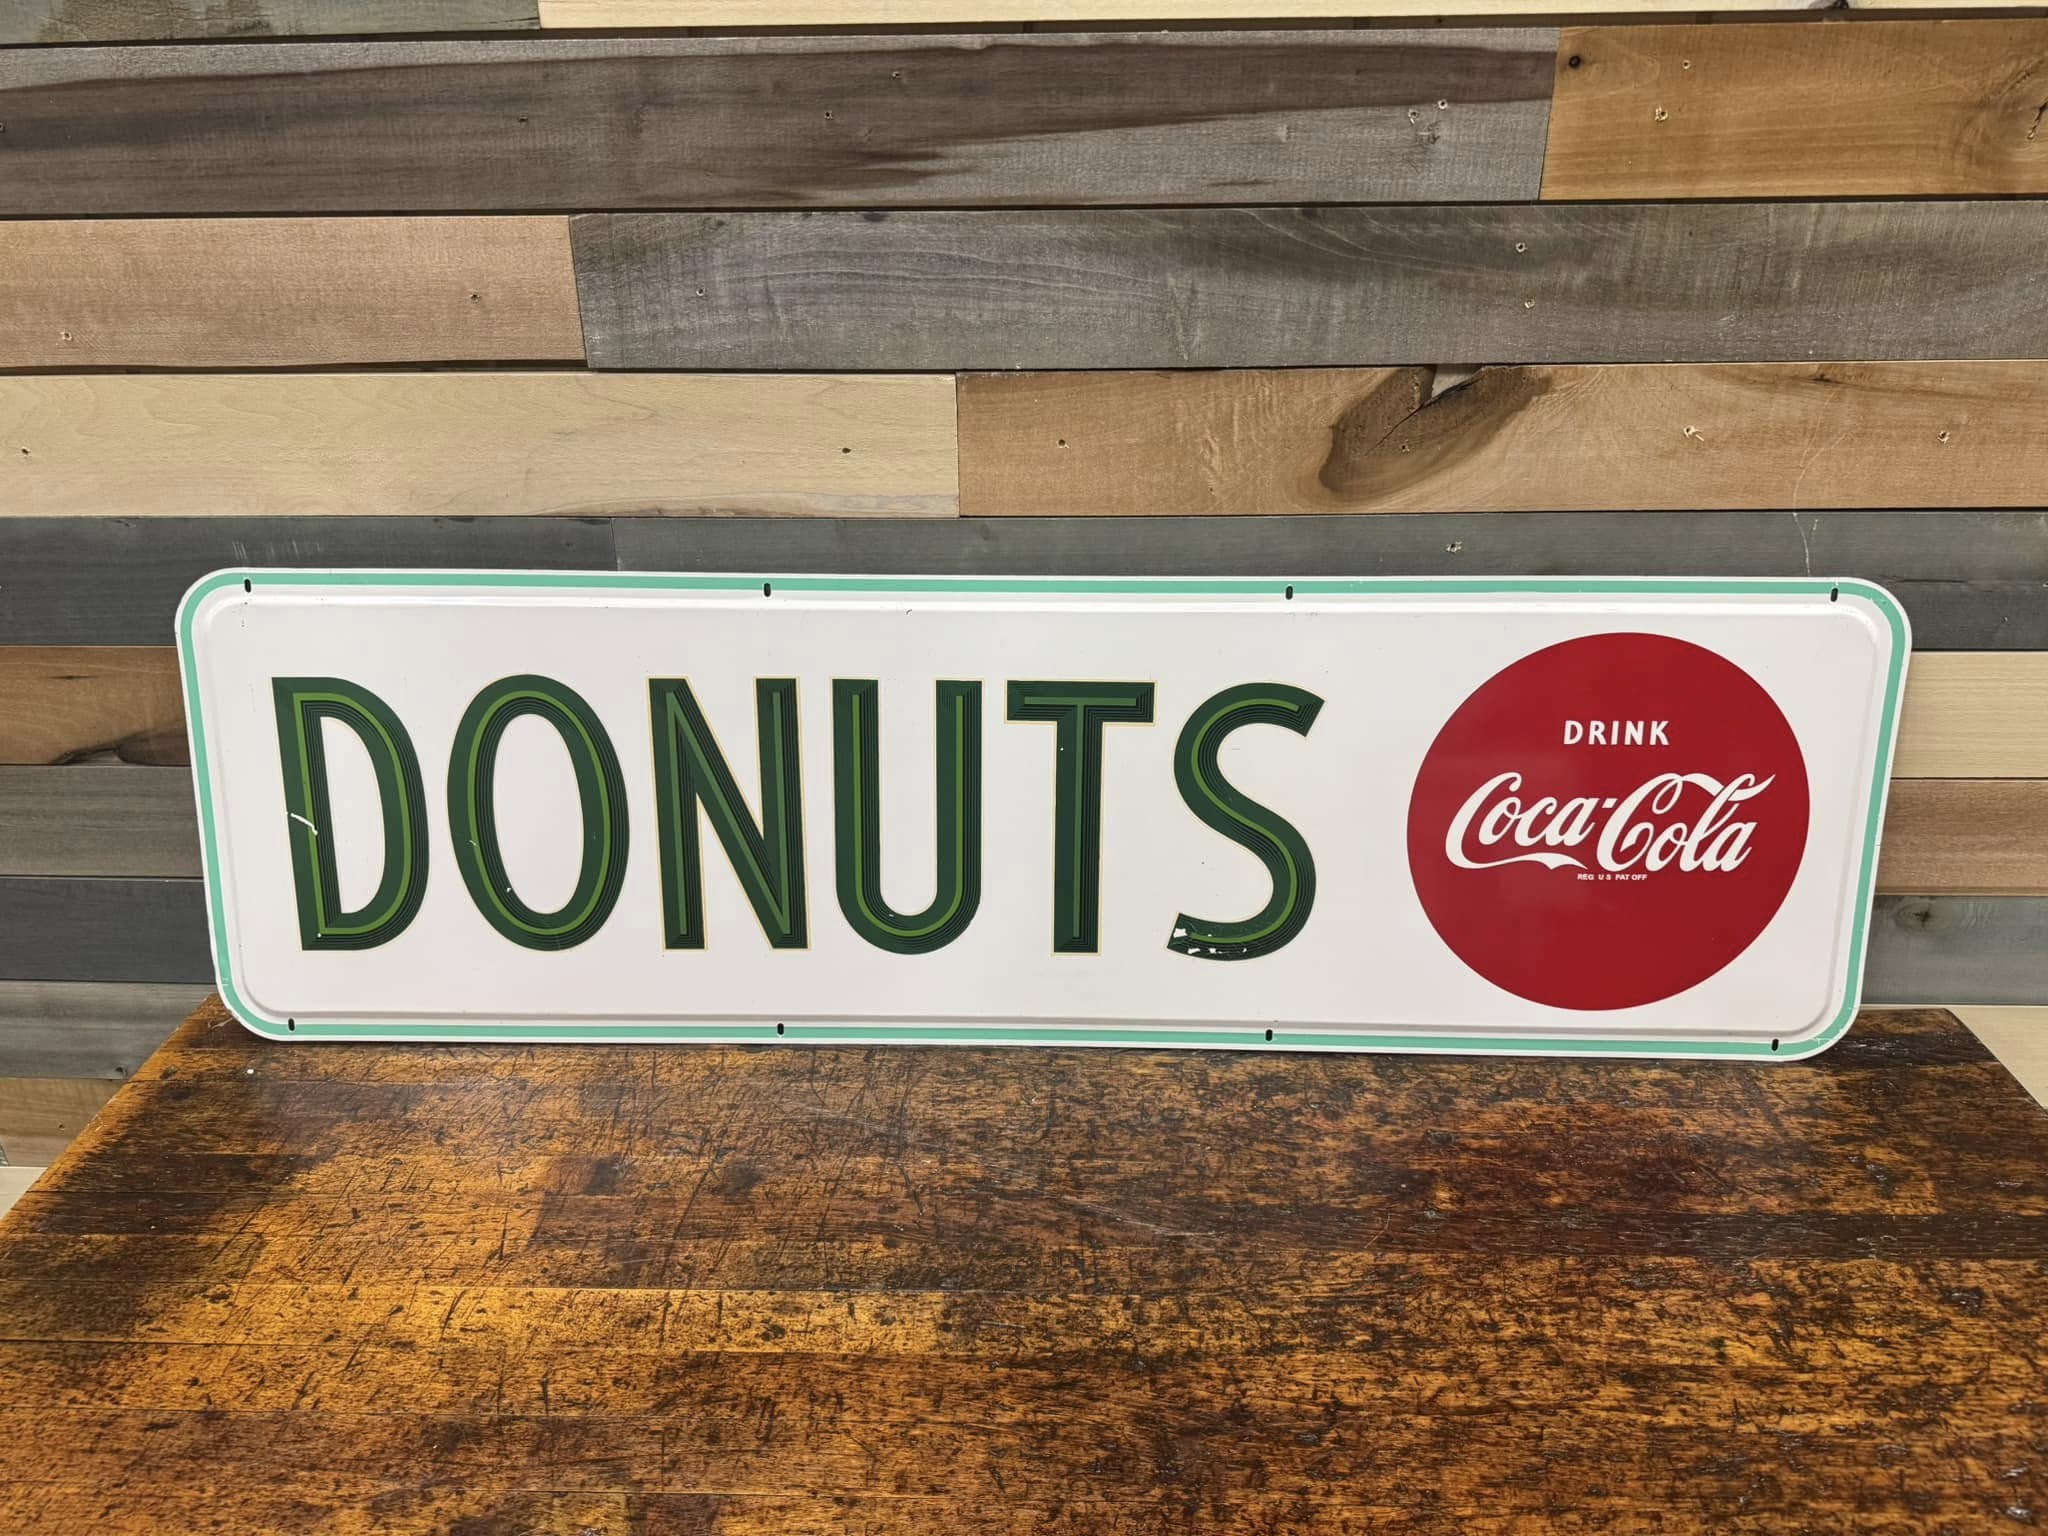 DONUTS
DRINK
Coca-Cola
REG U S PAT OFF